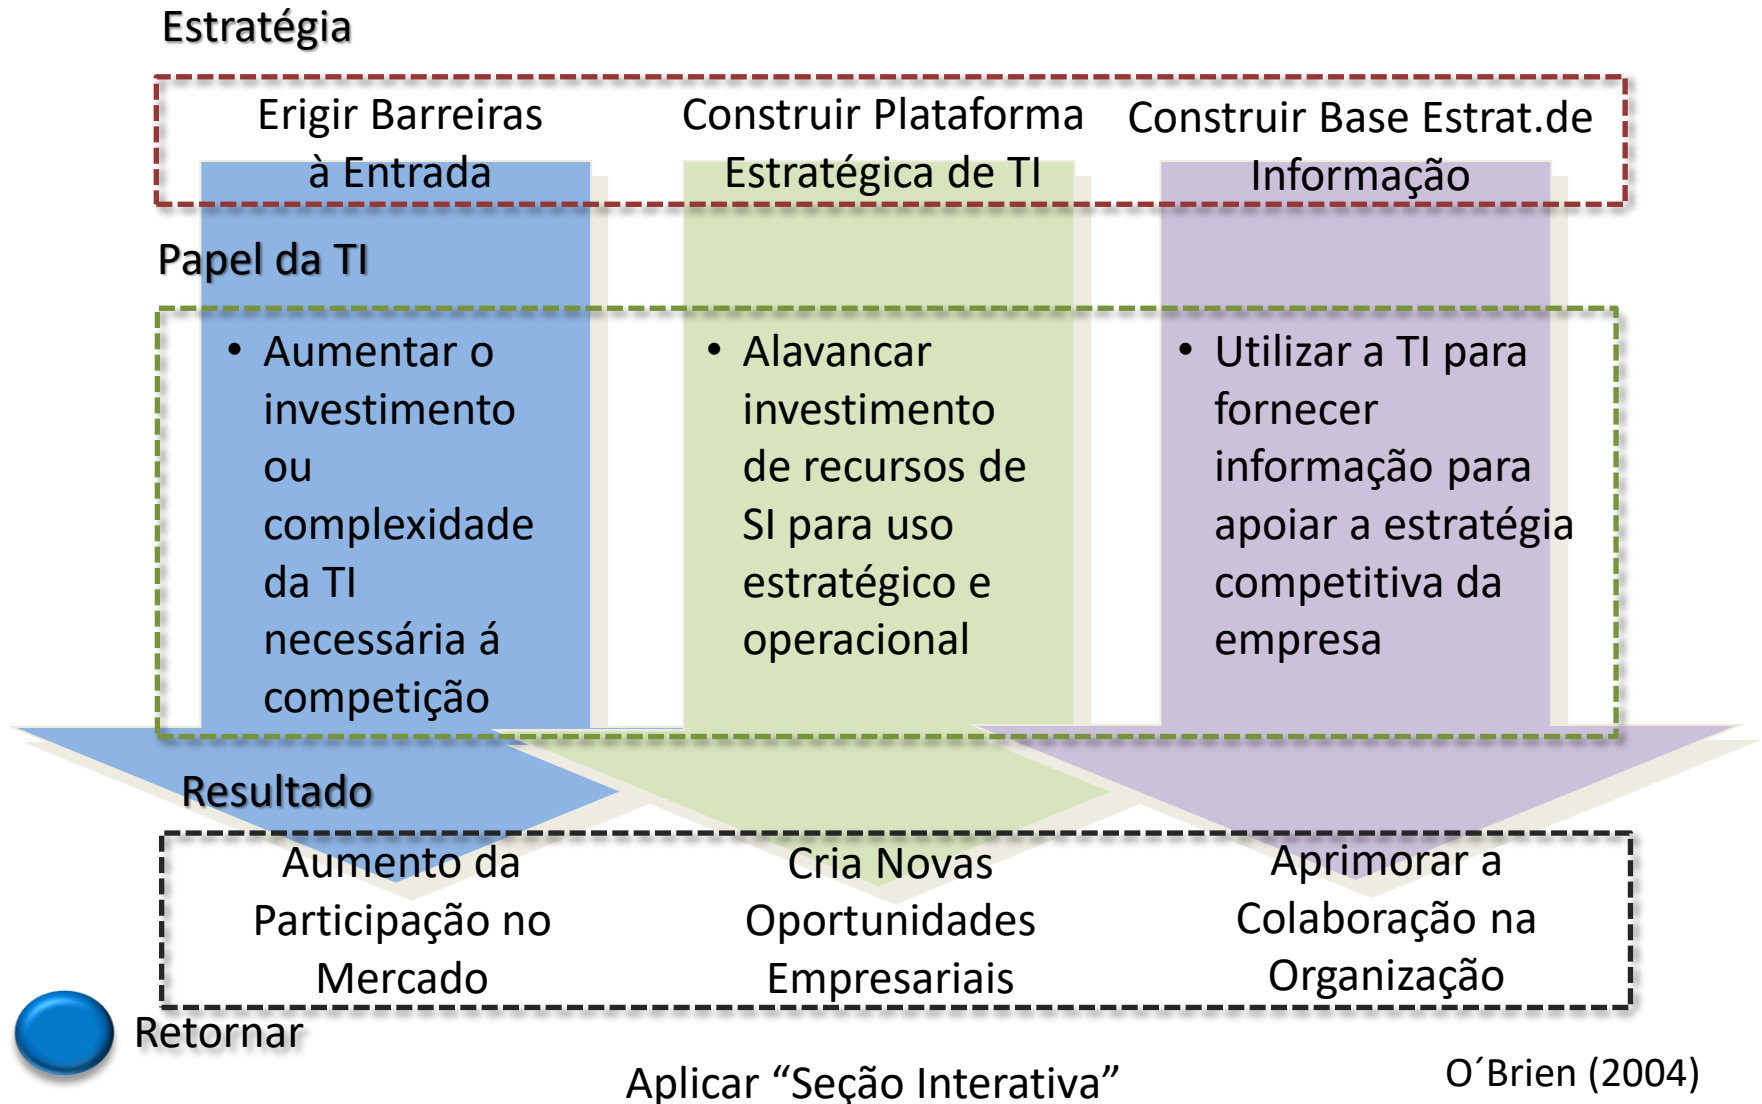 Estratégia
Erigir Barreiras
à Entrada
Construir Plataforma
Estratégica de TI
Construir Base Estrat.de
Informação
Papel da TI
• Aumentar o
investimento
ou
complexidade
da TI
necessária á
competição
• Alavancar
investimento
de recursos de
SI para uso
estratégico e
operacional
• Utilizar a TI para
fornecer
informação para
apoiar a estratégia
competitiva da
empresa
Resultado
Aumento da
Participação no
Mercado
Cria Novas
Oportunidades
Empresariais
Aprimorar a
Colaboração na
Organização
Retornar
Aplicar “Seção Interativa”
O´Brien (2004)